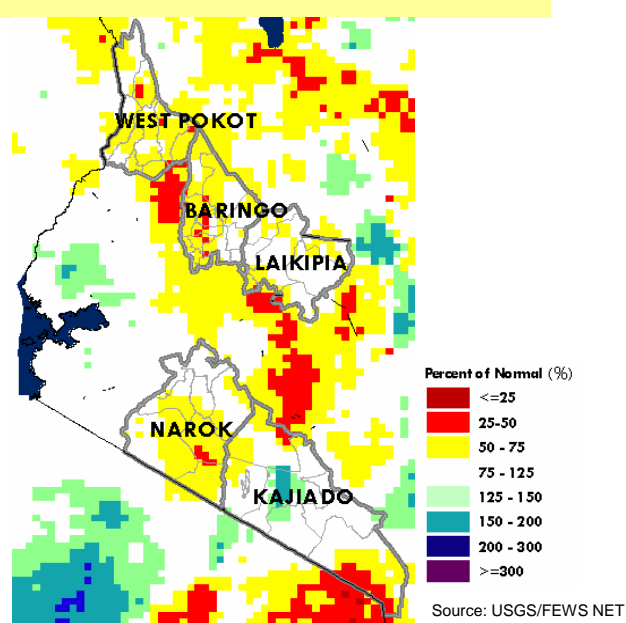 WEST POKOT
BARINGO
LAIKIPIA
NAROK
KAJIADO
Percent of Normal (%)
<=25
25-50
50 - 75
75 - 125
125 - 150
150 - 200
200 - 300
>=300
Source: USGS/FEWS NET